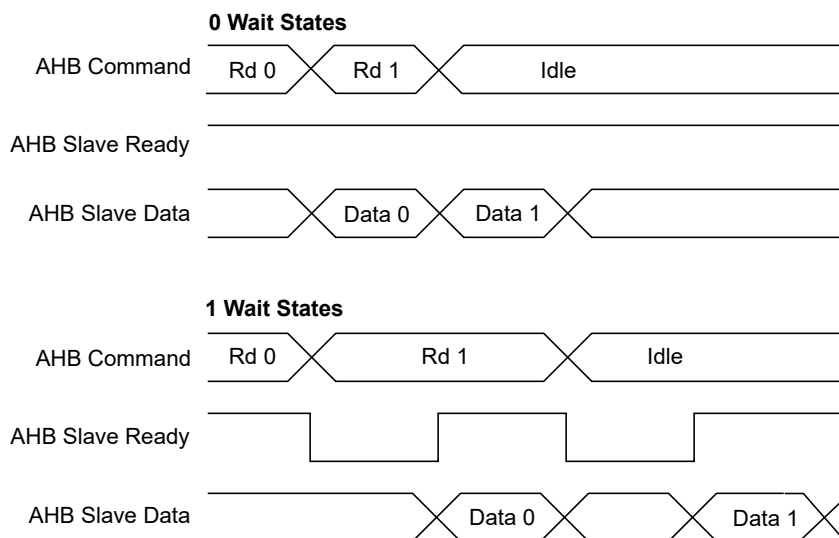 0 Wait States
AHB Command Rd 0 Rd 1 Idle
AHB Slave Ready
AHB Slave Data Data 0 Data 1
1 Wait States
AHB Command Rd 0 Rd 1 Idle
AHB Slave Ready
AHB Slave Data Data 0 Data 1